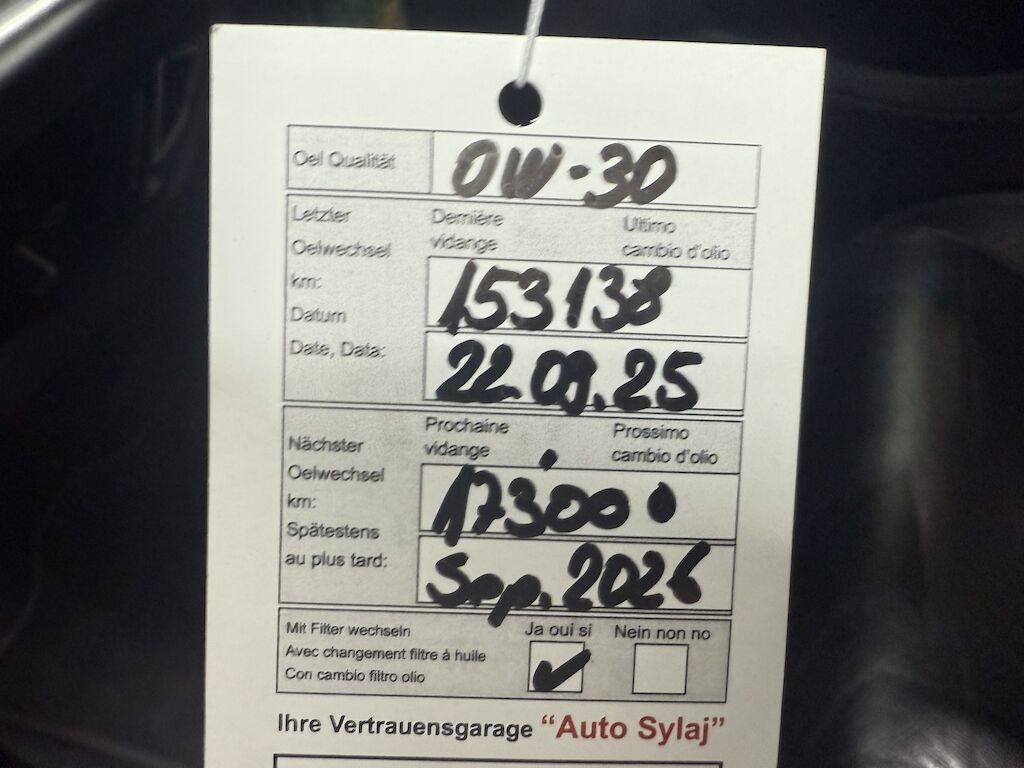 Oel Qualität 0W-30
Letzter Dernière Ultimo
Oelwechsel vidange cambio d'olio
km: 153138
Datum
Date, Data: 22.09.25
Prochaine Prossimo
Nächster vidange cambio d'olio
Oelwechsel
km: 173000
Spätestens
au plus tard: Sep. 2026
Mit Filter wechseln Ja oui si Nein non no
Avec changement filtre à huile ✓
Con cambio filtro olio
Ihre Vertrauensgarage “Auto Sylaj”